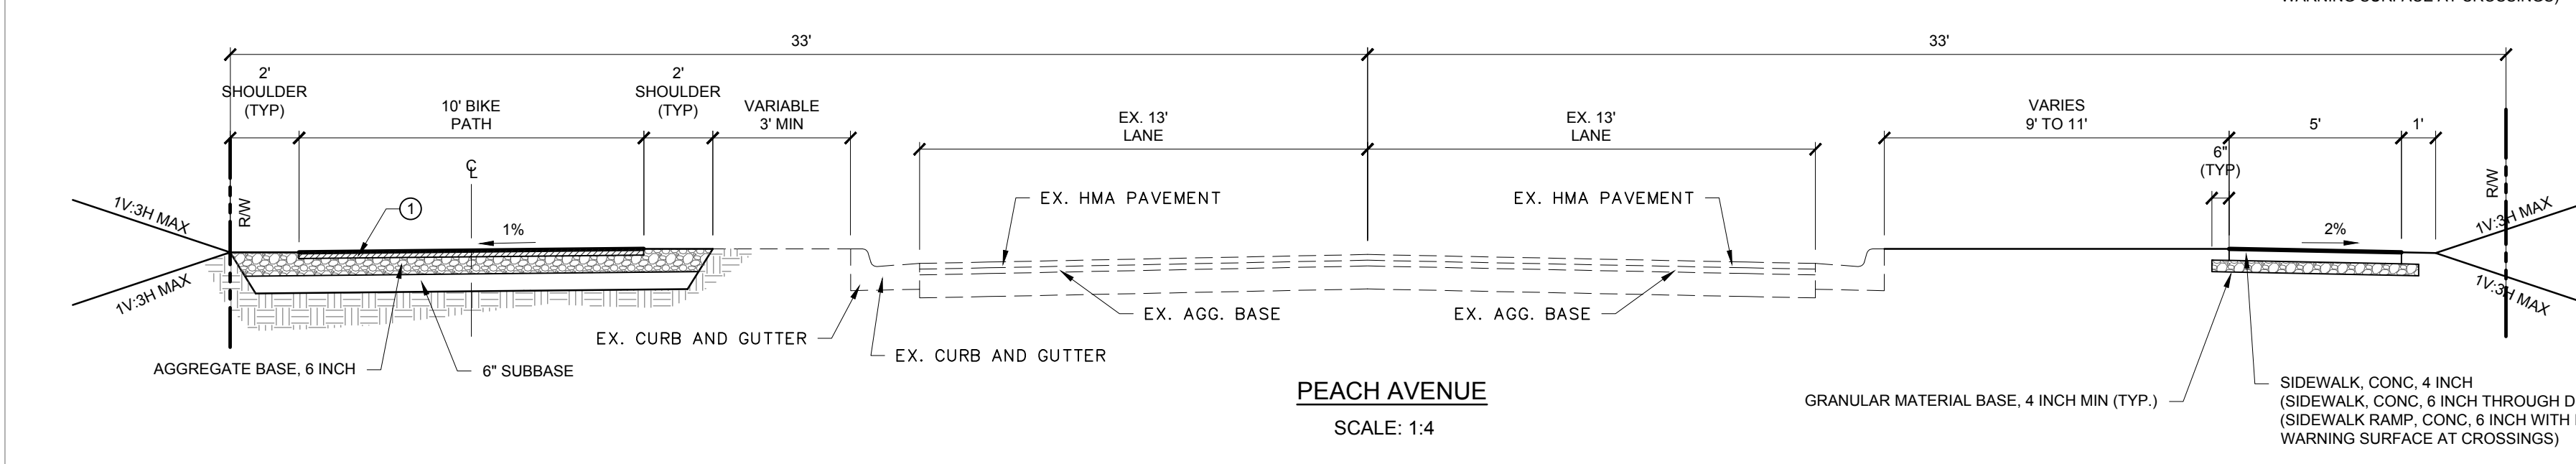 33'
33'
2'
SHOULDER
(TYP)
10' BIKE
PATH
2'
SHOULDER
(TYP)
VARIABLE
3' MIN
EX. 13'
LANE
EX. 13'
LANE
VARIES
9' TO 11'
5'
1'
6"
(TYP)
℄
R/W
R/W
1V:3H MAX
1V:3H MAX
1
1%
EX. HMA PAVEMENT
EX. HMA PAVEMENT
2%
1V:3H MAX
1V:3H MAX
EX. AGG. BASE
EX. AGG. BASE
EX. CURB AND GUTTER
EX. CURB AND GUTTER
AGGREGATE BASE, 6 INCH
6" SUBBASE
GRANULAR MATERIAL BASE, 4 INCH MIN (TYP.)
SIDEWALK, CONC, 4 INCH
(SIDEWALK, CONC, 6 INCH THROUGH
(SIDEWALK RAMP, CONC, 6 INCH WITH
WARNING SURFACE AT CROSSINGS)
PEACH AVENUE
SCALE: 1:4